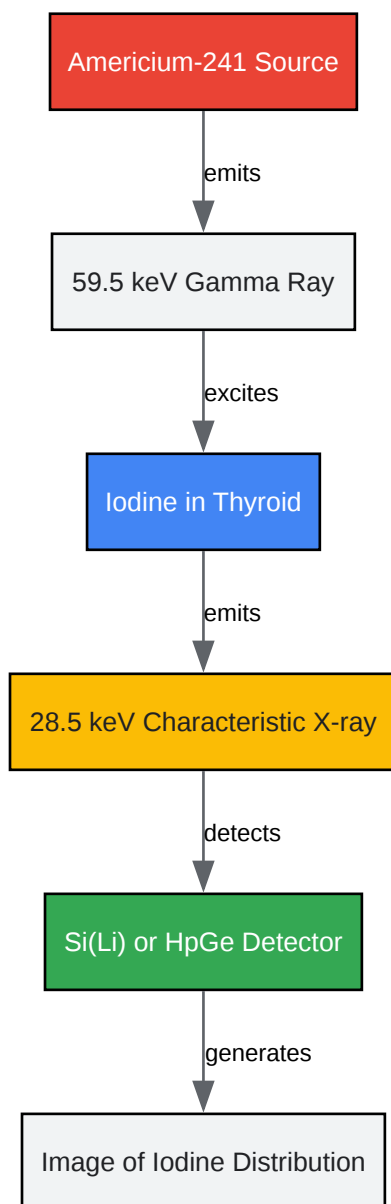 Americium-241 Source
emits
59.5 keV Gamma Ray
excites
Iodine in Thyroid
emits
28.5 keV Characteristic X-ray
detects
Si(Li) or HpGe Detector
generates
Image of Iodine Distribution